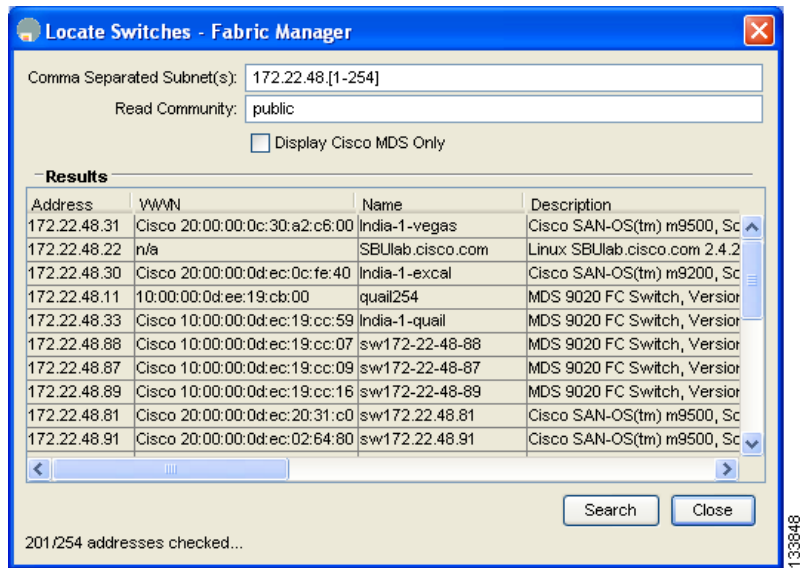 Locate Switches - Fabric Manager
Comma Separated Subnet(s): 172.22.48.[1-254]
Read Community: public
Display Cisco MDS Only
Results
Address WWN Name Description
172.22.48.31 Cisco 20:00:00:0c:30:a2:c6:00 India-1-vegas Cisco SAN-OS(tm) m9500, Sc
172.22.48.22 n/a SBUlab.cisco.com Linux SBUlab.cisco.com 2.4.2
172.22.48.30 Cisco 20:00:00:0d:ec:0c:fe:40 India-1-excal Cisco SAN-OS(tm) m9200, Sc
172.22.48.11 10:00:00:0d:ee:19:cb:00 quail254 MDS 9020 FC Switch, Version
172.22.48.33 Cisco 10:00:00:0d:ec:19:cc:59 India-1-quail MDS 9020 FC Switch, Version
172.22.48.88 Cisco 10:00:00:0d:ec:19:cc:07 sw172-22-48-88 MDS 9020 FC Switch, Version
172.22.48.87 Cisco 10:00:00:0d:ec:19:cc:09 sw172-22-48-87 MDS 9020 FC Switch, Version
172.22.48.89 Cisco 10:00:00:0d:ec:19:cc:16 sw172-22-48-89 MDS 9020 FC Switch, Version
172.22.48.81 Cisco 20:00:00:0d:ec:20:31:c0 sw172.22.48.81 Cisco SAN-OS(tm) m9500, Sc
172.22.48.91 Cisco 20:00:00:0d:ec:02:64:80 sw172.22.48.91 Cisco SAN-OS(tm) m9500, Sc
Search Close
201/254 addresses checked...
133848